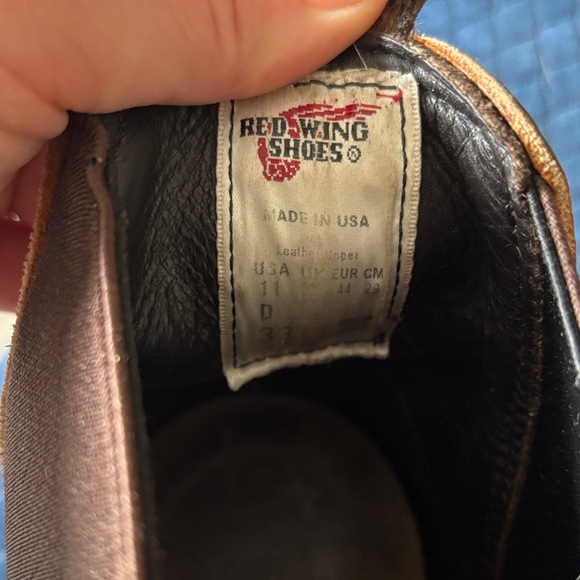 RED WING
SHOES®
MADE IN USA
Leather Upper
USA UK EUR CM
11 44 29
D